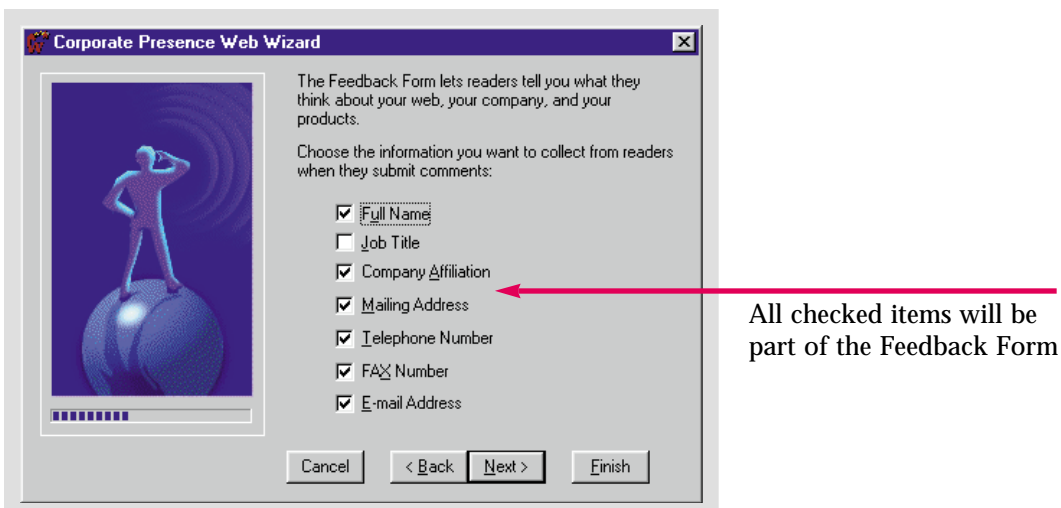 Corporate Presence Web Wizard
The Feedback Form lets readers tell you what they
think about your web, your company, and your
products.
Choose the information you want to collect from readers
when they submit comments:
Full Name
Job Title
Company Affiliation
Mailing Address
Telephone Number
FAX Number
E-mail Address
Cancel
< Back
Next >
Finish
All checked items will be
part of the Feedback Form